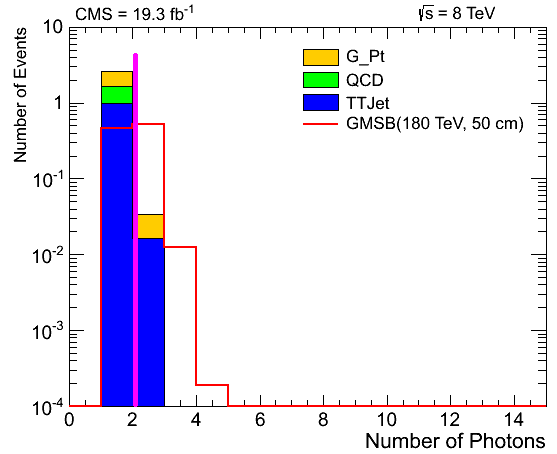 CMS = 19.3 fb-1
√s = 8 TeV
Number of Events
10
1
10-1
10-2
10-3
10-4
G_Pt
QCD
TTJet
GMSB(180 TeV, 50 cm)
0 2 4 6 8 10 12 14
Number of Photons